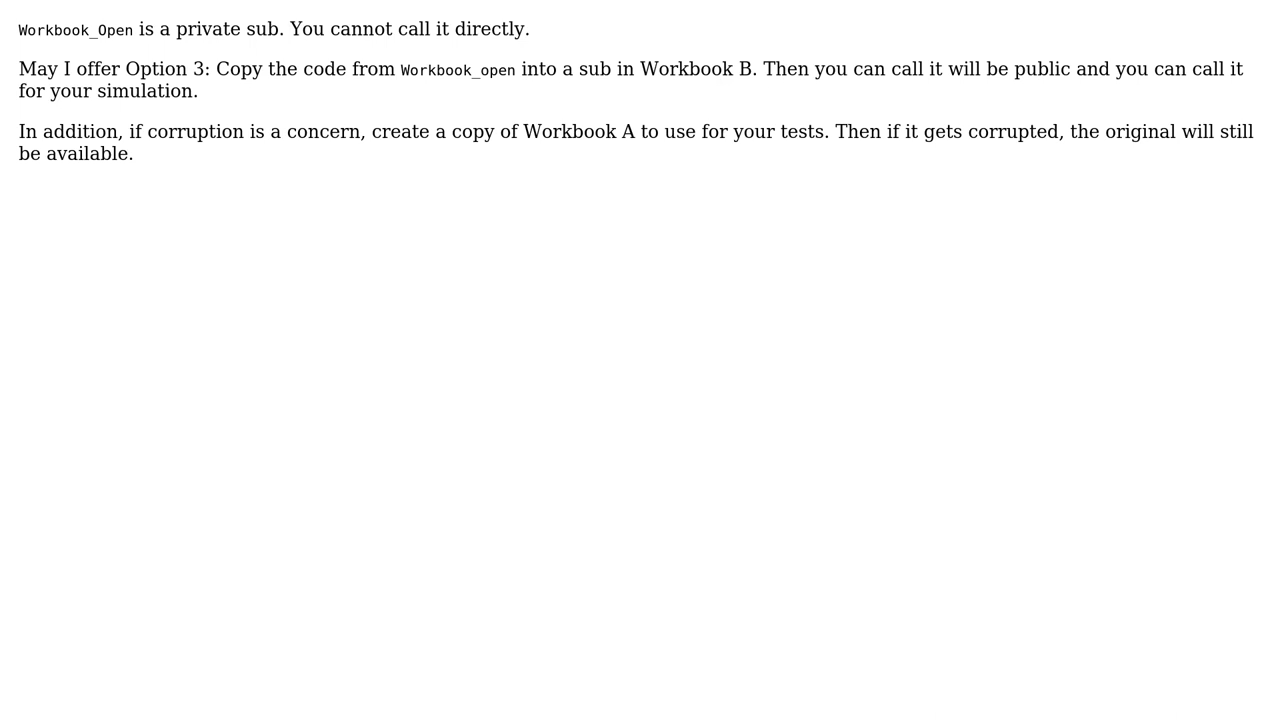 Workbook_Open is a private sub. You cannot call it directly.
May I offer Option 3: Copy the code from Workbook_open into a sub in Workbook B. Then you can call it will be public and you can call it
for your simulation.
In addition, if corruption is a concern, create a copy of Workbook A to use for your tests. Then if it gets corrupted, the original will still
be available.